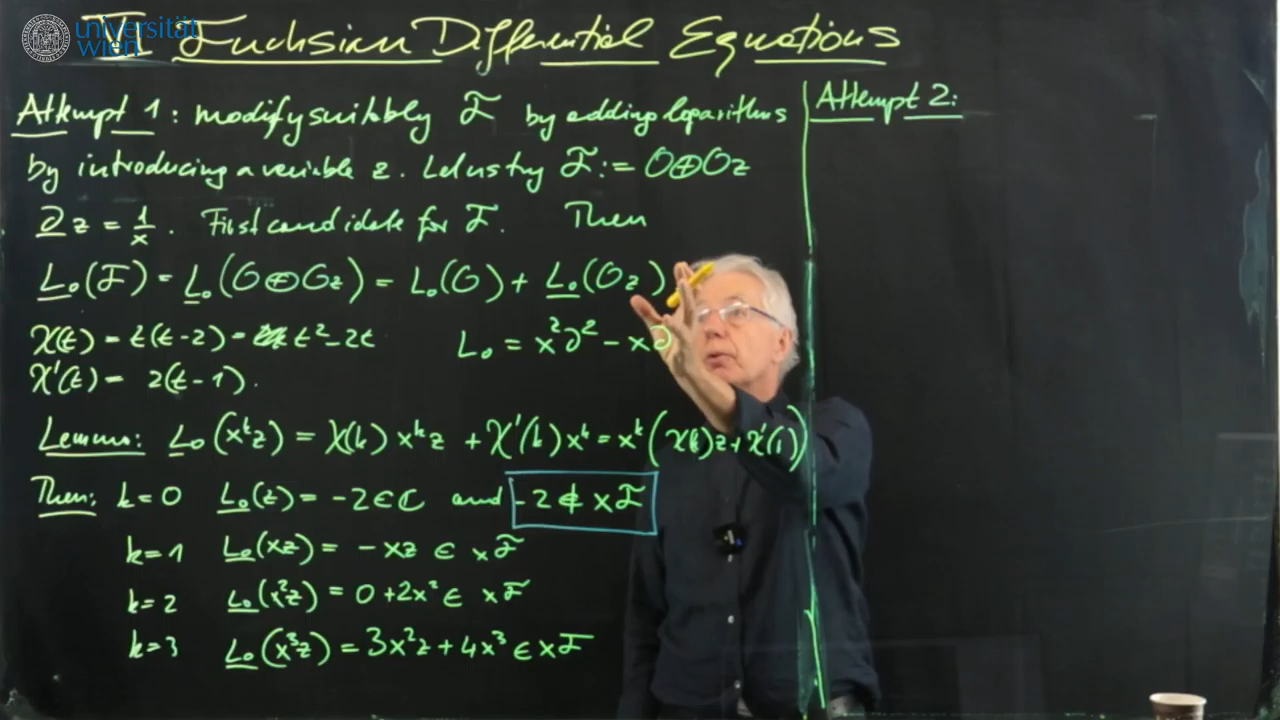 universität
wien
VI Fuchsian Differential Equations
Attempt 1: modify suitably ℱ by adding logarithms
by introducing a variable z. Let us try ℱ := O⊕Oz
∂z = 1/x. First candidate for ℱ. Then
L₀(ℱ) = L₀(O⊕Oz) = L₀(O) + L₀(Oz)
χ(t) = t(t-2) = t² - 2t L₀ = x²∂² - x∂
χ'(t) = 2(t-1).
Lemma: L₀(xᵏz) = χ(k) xᵏz + χ'(k)xᵏ = xᵏ(χ(k)z + χ'(k))
Then: k=0 L₀(z) = -2 ∈ ℂ and -2 ∉ xℱ
k=1 L₀(xz) = -xz ∈ xℱ
k=2 L₀(x²z) = 0 + 2x² ∈ xℱ
k=3 L₀(x³z) = 3x²z + 4x³ ∈ xℱ
Attempt 2: